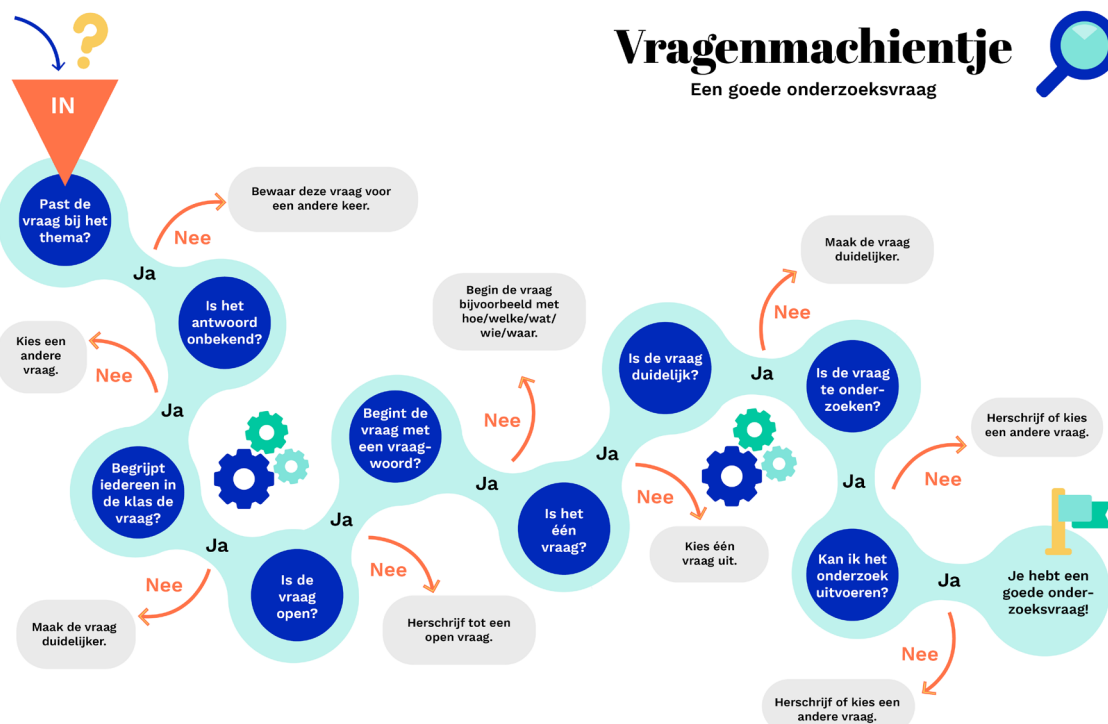 Vragenmachientje
Een goede onderzoeksvraag
?
IN
Past de
vraag bij het
thema?
Nee
Bewaar deze vraag voor
een andere keer.
Ja
Is het
antwoord
onbekend?
Nee
Kies een
andere
vraag.
Ja
Begrijpt
iedereen in
de klas de
vraag?
Nee
Maak de vraag
duidelijker.
Ja
Is de
vraag
open?
Nee
Herschrijf tot een
open vraag.
Ja
Begint de
vraag met
een vraag-
woord?
Nee
Begin de vraag
bijvoorbeeld met
hoe/welke/wat/
wie/waar.
Ja
Is het
één
vraag?
Nee
Kies één
vraag uit.
Ja
Is de vraag
duidelijk?
Nee
Maak de vraag
duidelijker.
Ja
Is de vraag
te onder-
zoeken?
Nee
Herschrijf of kies
een andere vraag.
Ja
Kan ik het
onderzoek
uitvoeren?
Nee
Herschrijf of kies een
andere vraag.
Ja
Je hebt een
goede onder-
zoeksvraag!